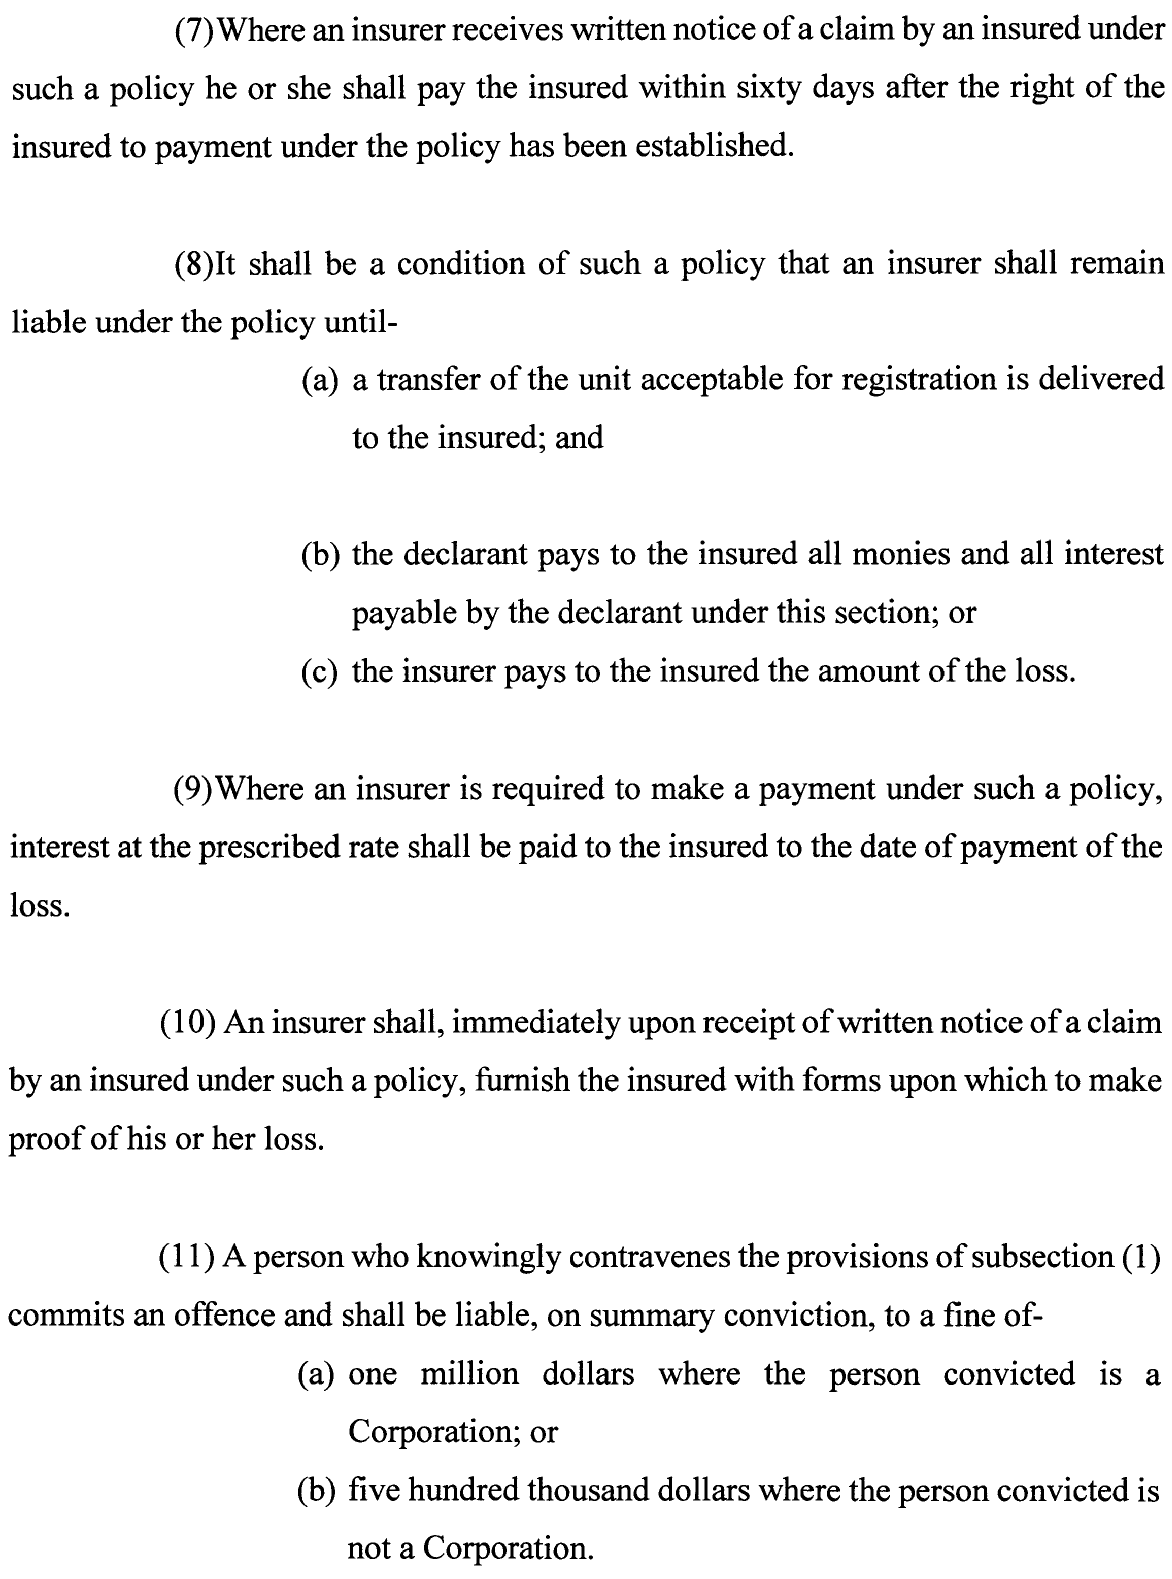 (7)Where an insurer receives written notice of a claim by an insured under
such a policy he or she shall pay the insured within sixty days after the right of the
insured to payment under the policy has been established.
(8)It shall be a condition of such a policy that an insurer shall remain
liable under the policy until-
(a) a transfer of the unit acceptable for registration is delivered
to the insured; and
(b) the declarant pays to the insured all monies and all interest
payable by the declarant under this section; or
(c) the insurer pays to the insured the amount of the loss.
(9)Where an insurer is required to make a payment under such a policy,
interest at the prescribed rate shall be paid to the insured to the date of payment of the
loss.
(10) An insurer shall, immediately upon receipt of written notice of a claim
by an insured under such a policy, furnish the insured with forms upon which to make
proof of his or her loss.
(11) A person who knowingly contravenes the provisions of subsection (1)
commits an offence and shall be liable, on summary conviction, to a fine of-
(a) one million dollars where the person convicted is a
Corporation; or
(b) five hundred thousand dollars where the person convicted is
not a Corporation.